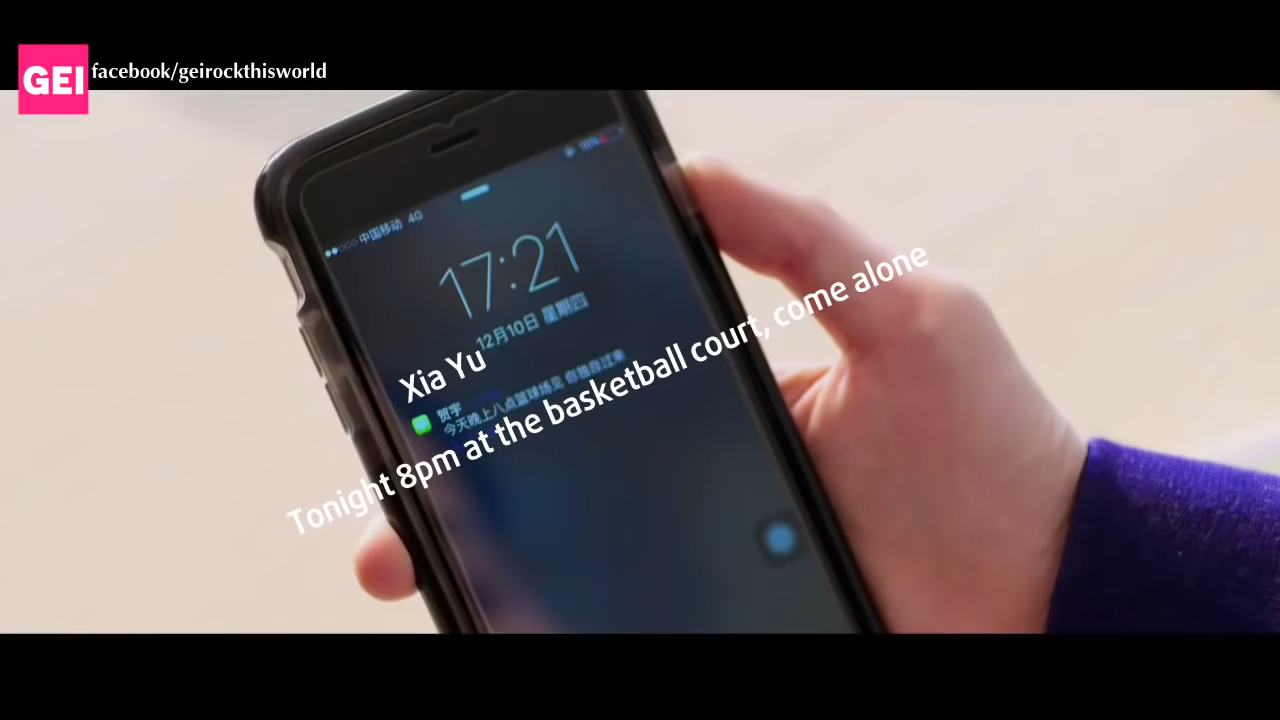 GEI
facebook/geirockthisworld
中国移动 4G
17:21
12月10日 星期四
Xia Yu
贺宇
今天晚上八点篮球场见 你独自过来
Tonight 8pm at the basketball court, come alone